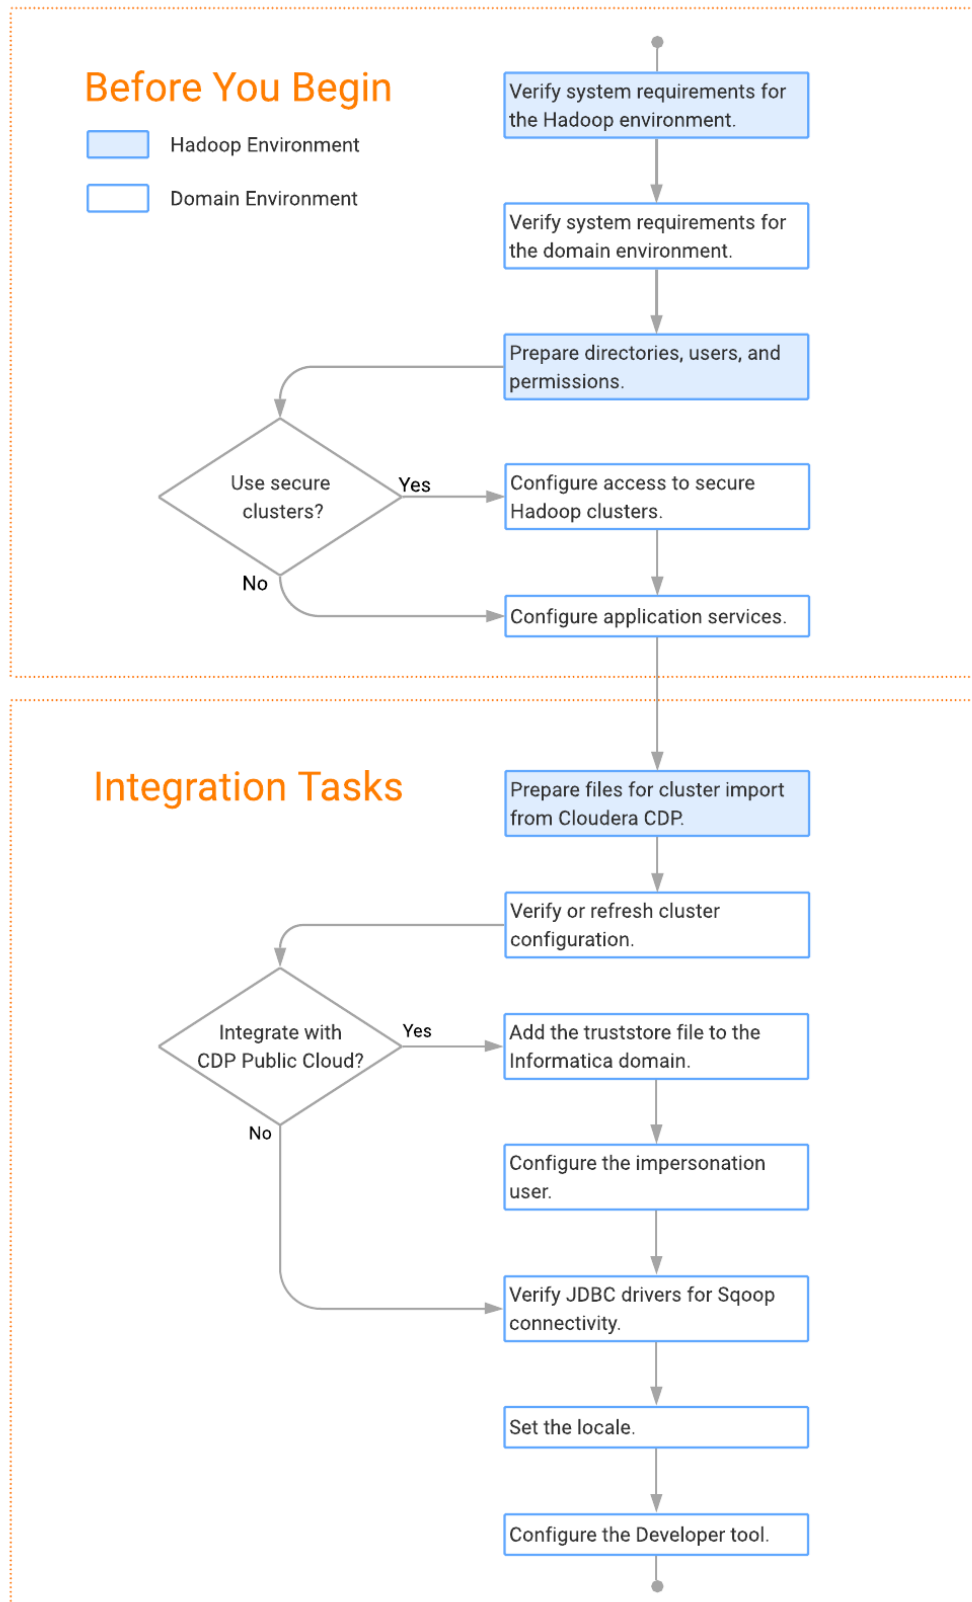 Before You Begin
Hadoop Environment
Domain Environment
Verify system requirements for
the Hadoop environment.
Verify system requirements for
the domain environment.
Prepare directories, users, and
permissions.
Use secure
clusters?
Yes
No
Configure access to secure
Hadoop clusters.
Configure application services.
Integration Tasks
Prepare files for cluster import
from Cloudera CDP.
Verify or refresh cluster
configuration.
Integrate with
CDP Public Cloud?
Yes
No
Add the truststore file to the
Informatica domain.
Configure the impersonation
user.
Verify JDBC drivers for Sqoop
connectivity.
Set the locale.
Configure the Developer tool.